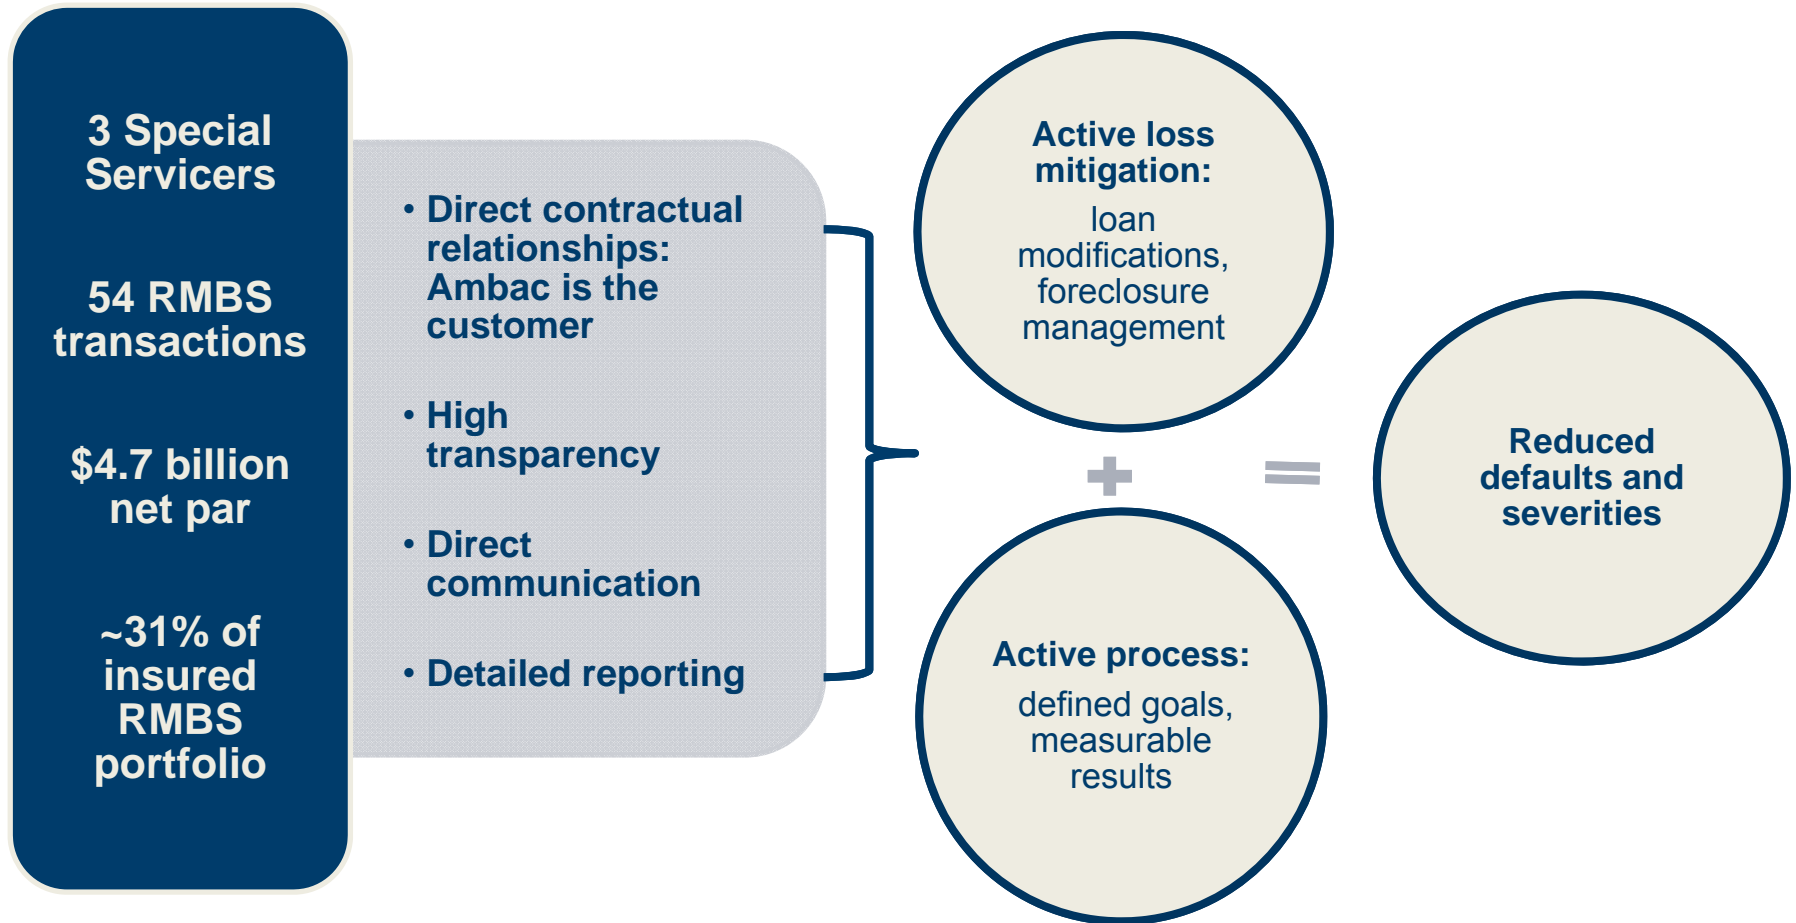 3 Special
Servicers
54 RMBS
transactions
$4.7 billion
net par
~31% of
insured
RMBS
portfolio
• Direct contractual
relationships:
Ambac is the
customer
• High
transparency
• Direct
communication
• Detailed reporting
Active loss
mitigation:
loan
modifications,
foreclosure
management
+
Active process:
defined goals,
measurable
results
=
Reduced
defaults and
severities